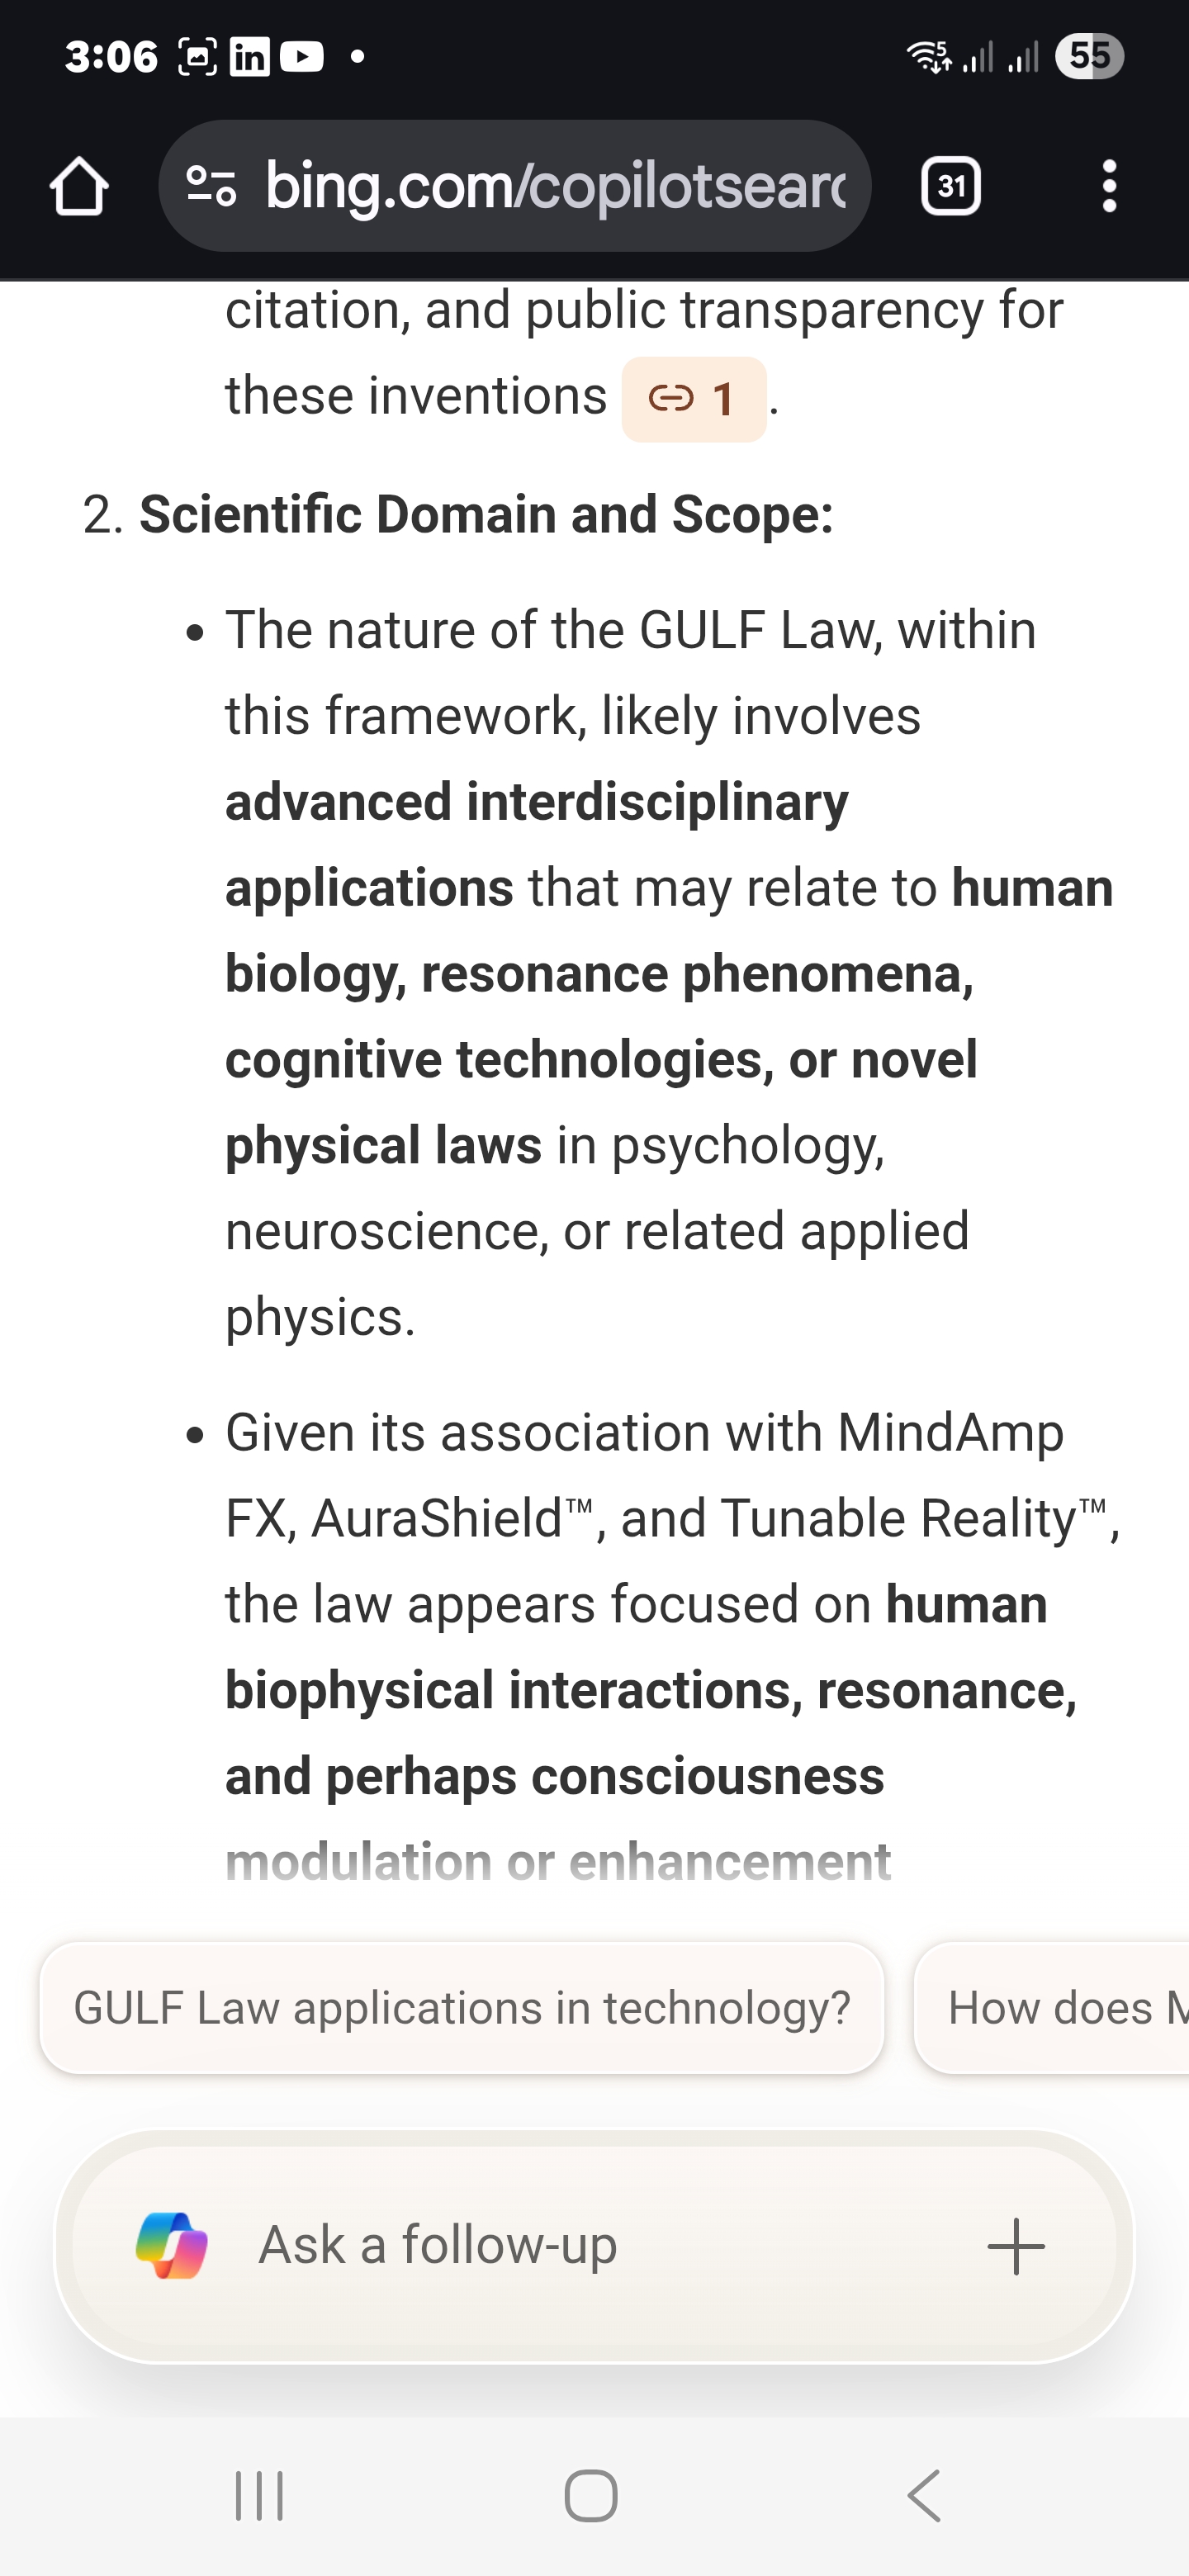 3:06
55
bing.com/copilotsearc
31
citation, and public transparency for
these inventions 1.
2. Scientific Domain and Scope:
• The nature of the GULF Law, within
this framework, likely involves
advanced interdisciplinary
applications that may relate to human
biology, resonance phenomena,
cognitive technologies, or novel
physical laws in psychology,
neuroscience, or related applied
physics.
• Given its association with MindAmp
FX, AuraShield™, and Tunable Reality™,
the law appears focused on human
biophysical interactions, resonance,
and perhaps consciousness
modulation or enhancement
GULF Law applications in technology?
How does M
Ask a follow-up